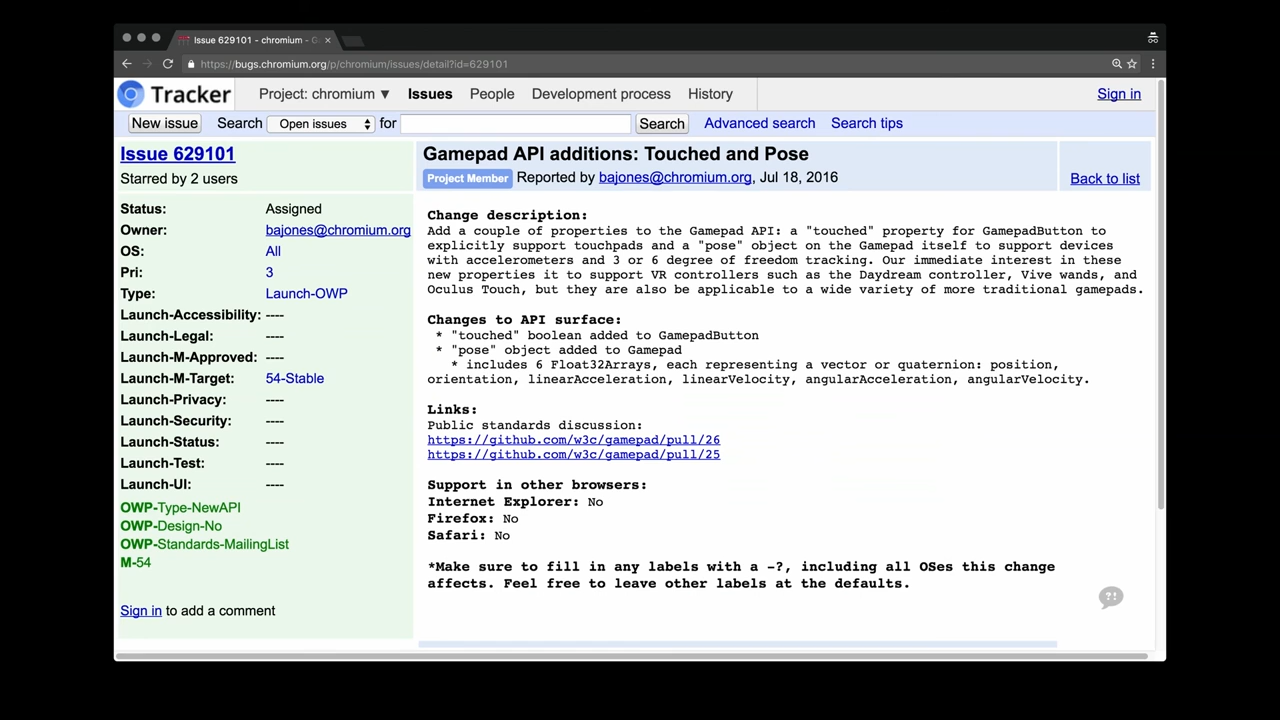 Issue 629101 - chromium - G
https://bugs.chromium.org/p/chromium/issues/detail?id=629101
Tracker Project: chromium ▼ Issues People Development process History Sign in
New issue Search Open issues for Search Advanced search Search tips
Issue 629101
Starred by 2 users
Gamepad API additions: Touched and Pose
Project Member Reported by bajones@chromium.org, Jul 18, 2016
Back to list
Status: Assigned
Owner: bajones@chromium.org
OS: All
Pri: 3
Type: Launch-OWP
Launch-Accessibility: ----
Launch-Legal: ----
Launch-M-Approved: ----
Launch-M-Target: 54-Stable
Launch-Privacy: ----
Launch-Security: ----
Launch-Status: ----
Launch-Test: ----
Launch-UI: ----
OWP-Type-NewAPI
OWP-Design-No
OWP-Standards-MailingList
M-54
Sign in to add a comment
Change description:
Add a couple of properties to the Gamepad API: a "touched" property for GamepadButton to
explicitly support touchpads and a "pose" object on the Gamepad itself to support devices
with accelerometers and 3 or 6 degree of freedom tracking. Our immediate interest in these
new properties it to support VR controllers such as the Daydream controller, Vive wands, and
Oculus Touch, but they are also be applicable to a wide variety of more traditional gamepads.
Changes to API surface:
* "touched" boolean added to GamepadButton
* "pose" object added to Gamepad
* includes 6 Float32Arrays, each representing a vector or quaternion: position,
orientation, linearAcceleration, linearVelocity, angularAcceleration, angularVelocity.
Links:
Public standards discussion:
https://github.com/w3c/gamepad/pull/26
https://github.com/w3c/gamepad/pull/25
Support in other browsers:
Internet Explorer: No
Firefox: No
Safari: No
*Make sure to fill in any labels with a -?, including all OSes this change
affects. Feel free to leave other labels at the defaults.
?!